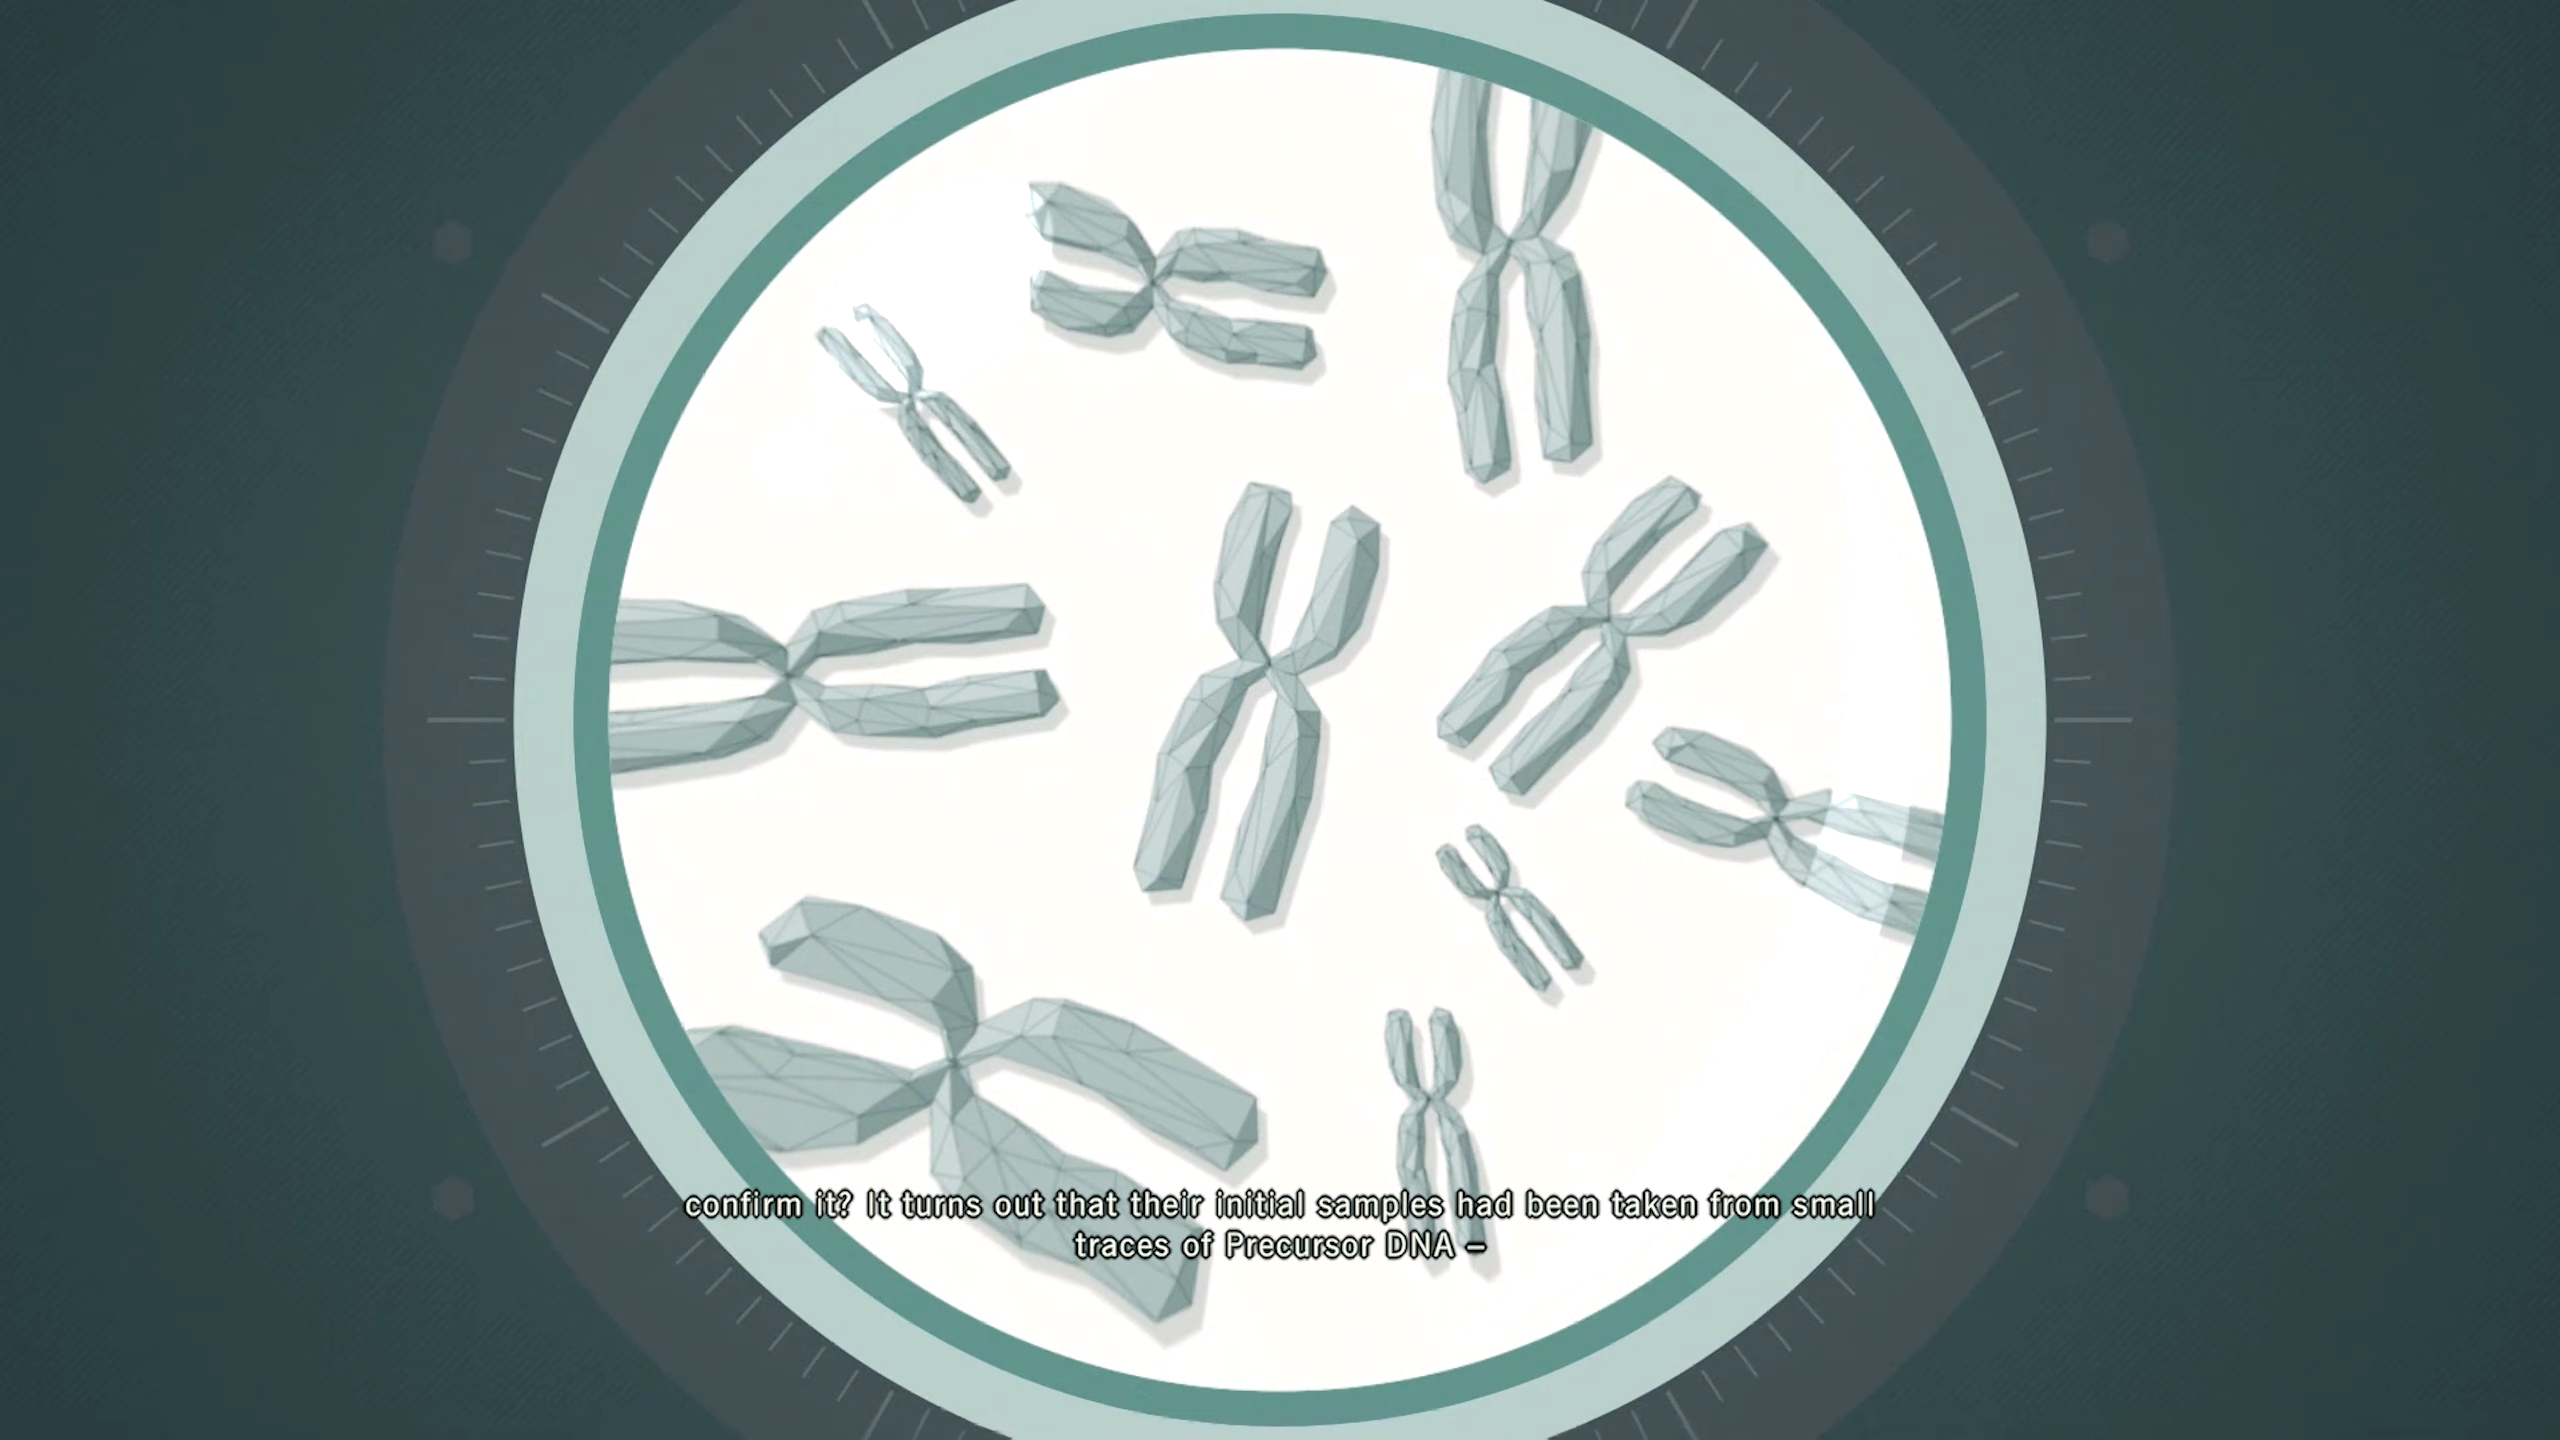 confirm it? It turns out that their initial samples had been taken from small
traces of Precursor DNA –